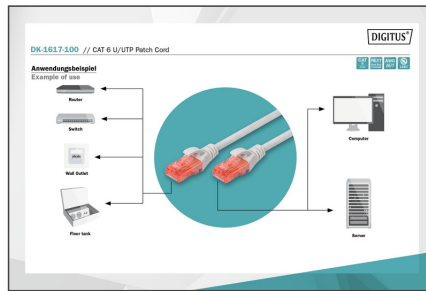 DIGITUS®
DK-1617-100 // CAT 6 U/UTP Patch Cord
Anwendungsbeispiel
Example of use
Router
Switch
Wall Outlet
Floor tank
Computer
Server